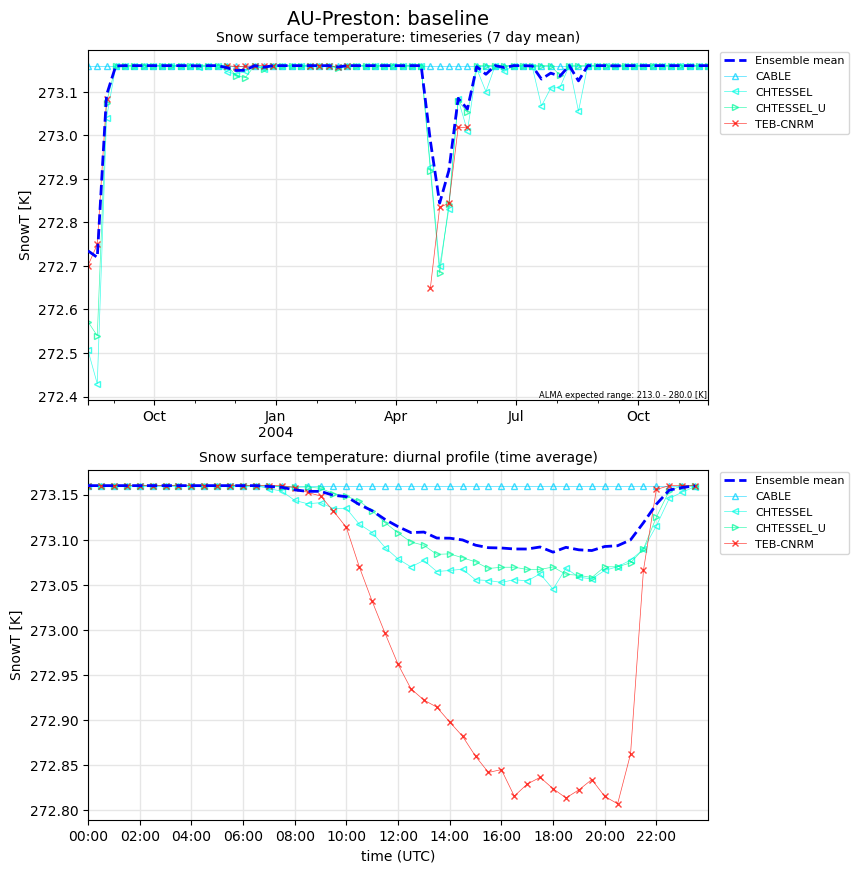 AU-Preston: baseline
Snow surface temperature: timeseries (7 day mean)
SnowT [K]
273.1
273.0
272.9
272.8
272.7
272.6
272.5
272.4
Oct
Jan
2004
Apr
Jul
Oct
ALMA expected range: 213.0 - 280.0 [K]
Ensemble mean
CABLE
CHTESSEL
CHTESSEL_U
TEB-CNRM
Snow surface temperature: diurnal profile (time average)
SnowT [K]
273.15
273.10
273.05
273.00
272.95
272.90
272.85
272.80
00:00
02:00
04:00
06:00
08:00
10:00
12:00
14:00
16:00
18:00
20:00
22:00
time (UTC)
Ensemble mean
CABLE
CHTESSEL
CHTESSEL_U
TEB-CNRM